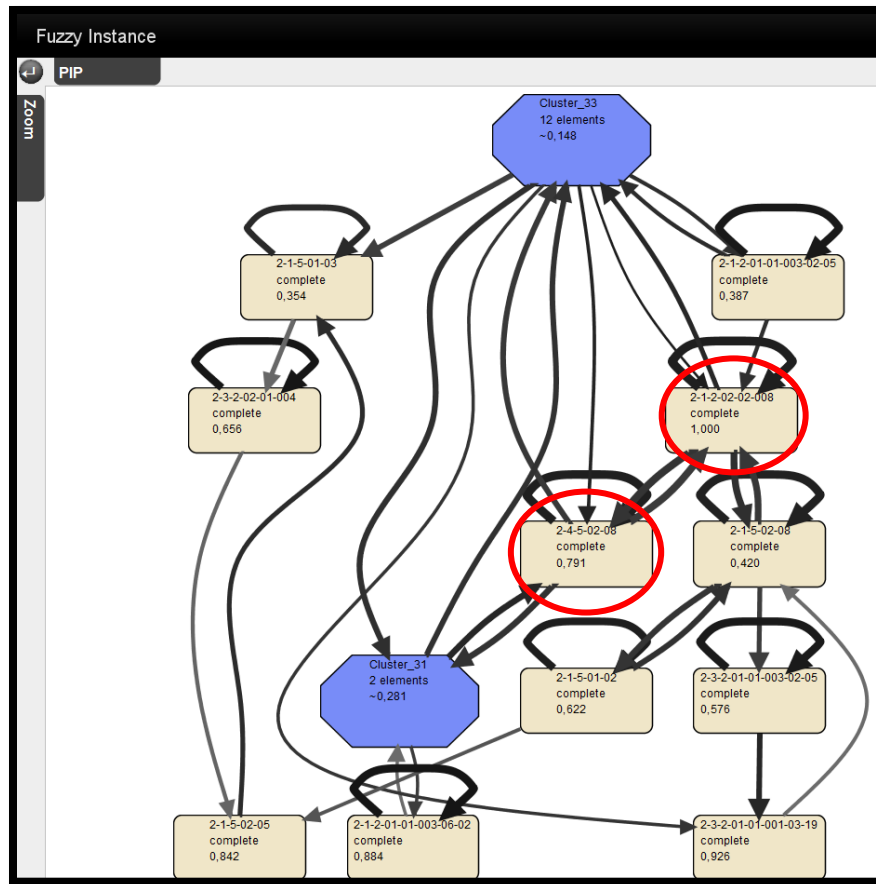 Fuzzy Instance
PIP
Zoom
Cluster_33
12 elements
~0,148
2-1-5-01-03
complete
0,354
2-1-2-01-01-003-02-05
complete
0,387
2-3-2-02-01-004
complete
0,656
2-1-2-02-02-008
complete
1,000
2-4-5-02-08
complete
0,791
2-1-5-02-08
complete
0,420
Cluster_31
2 elements
~0,281
2-1-5-01-02
complete
0,622
2-3-2-01-01-003-02-05
complete
0,576
2-1-5-02-05
complete
0,842
2-1-2-01-01-003-06-02
complete
0,884
2-3-2-01-01-001-03-19
complete
0,926